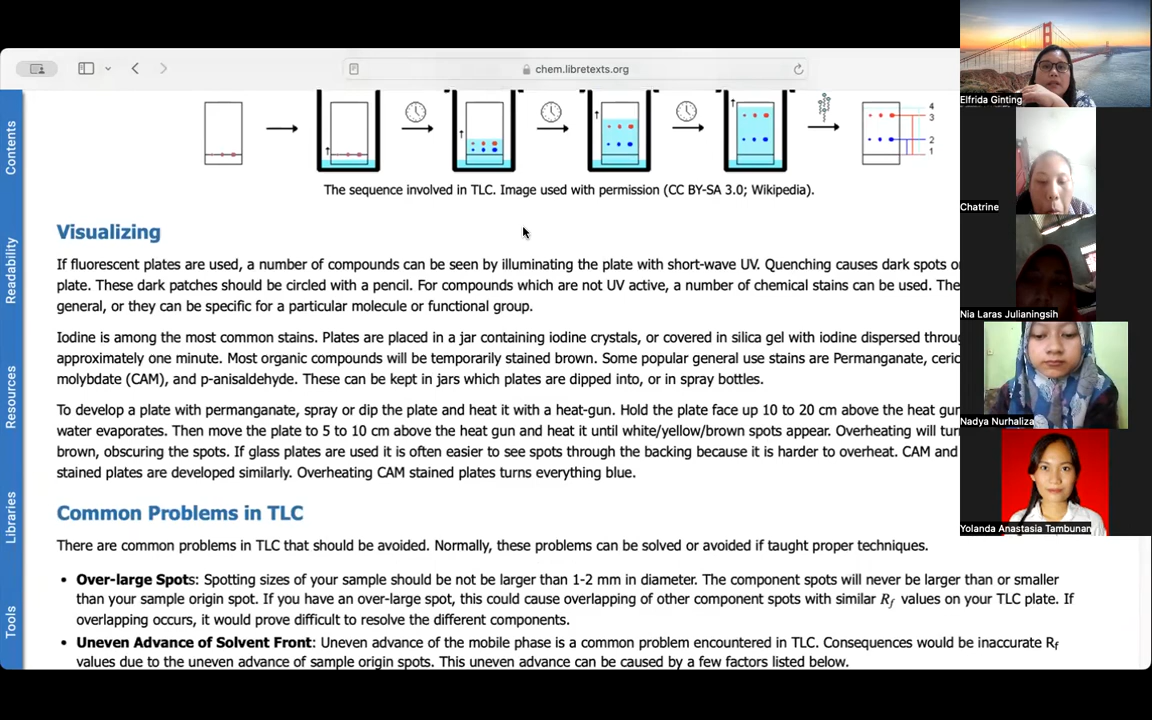 chem.libretexts.org
Contents
Readability
Resources
Libraries
Tools
4
3
2
1
The sequence involved in TLC. Image used with permission (CC BY-SA 3.0; Wikipedia).
Visualizing
If fluorescent plates are used, a number of compounds can be seen by illuminating the plate with short-wave UV. Quenching causes dark spots
plate. These dark patches should be circled with a pencil. For compounds which are not UV active, a number of chemical stains can be used.
general, or they can be specific for a particular molecule or functional group.
Iodine is among the most common stains. Plates are placed in a jar containing iodine crystals, or covered in silica gel with iodine dispersed
approximately one minute. Most organic compounds will be temporarily stained brown. Some popular general use stains are Permanganate, ceric
molybdate (CAM), and p-anisaldehyde. These can be kept in jars which plates are dipped into, or in spray bottles.
To develop a plate with permanganate, spray or dip the plate and heat it with a heat-gun. Hold the plate face up 10 to 20 cm above the heat
water evaporates. Then move the plate to 5 to 10 cm above the heat gun and heat it until white/yellow/brown spots appear. Overheating will
brown, obscuring the spots. If glass plates are used it is often easier to see spots through the backing because it is harder to overheat. CAM and
stained plates are developed similarly. Overheating CAM stained plates turns everything blue.
Common Problems in TLC
There are common problems in TLC that should be avoided. Normally, these problems can be solved or avoided if taught proper techniques.
• Over-large Spots: Spotting sizes of your sample should be not be larger than 1-2 mm in diameter. The component spots will never be larger than or smaller
than your sample origin spot. If you have an over-large spot, this could cause overlapping of other component spots with similar Rf values on your TLC plate. If
overlapping occurs, it would prove difficult to resolve the different components.
• Uneven Advance of Solvent Front: Uneven advance of the mobile phase is a common problem encountered in TLC. Consequences would be inaccurate Rf
values due to the uneven advance of sample origin spots. This uneven advance can be caused by a few factors listed below.
Elfrida Ginting
Chatrine
Nia Laras Julianingsih
Nadya Nurhaliza
Yolanda Anastasia Tambunan